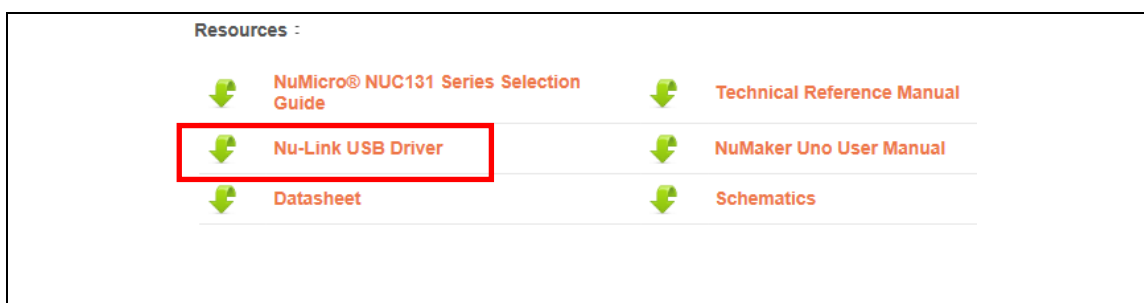 Resources :
NuMicro® NUC131 Series Selection
Guide
Technical Reference Manual
Nu-Link USB Driver
NuMaker Uno User Manual
Datasheet
Schematics